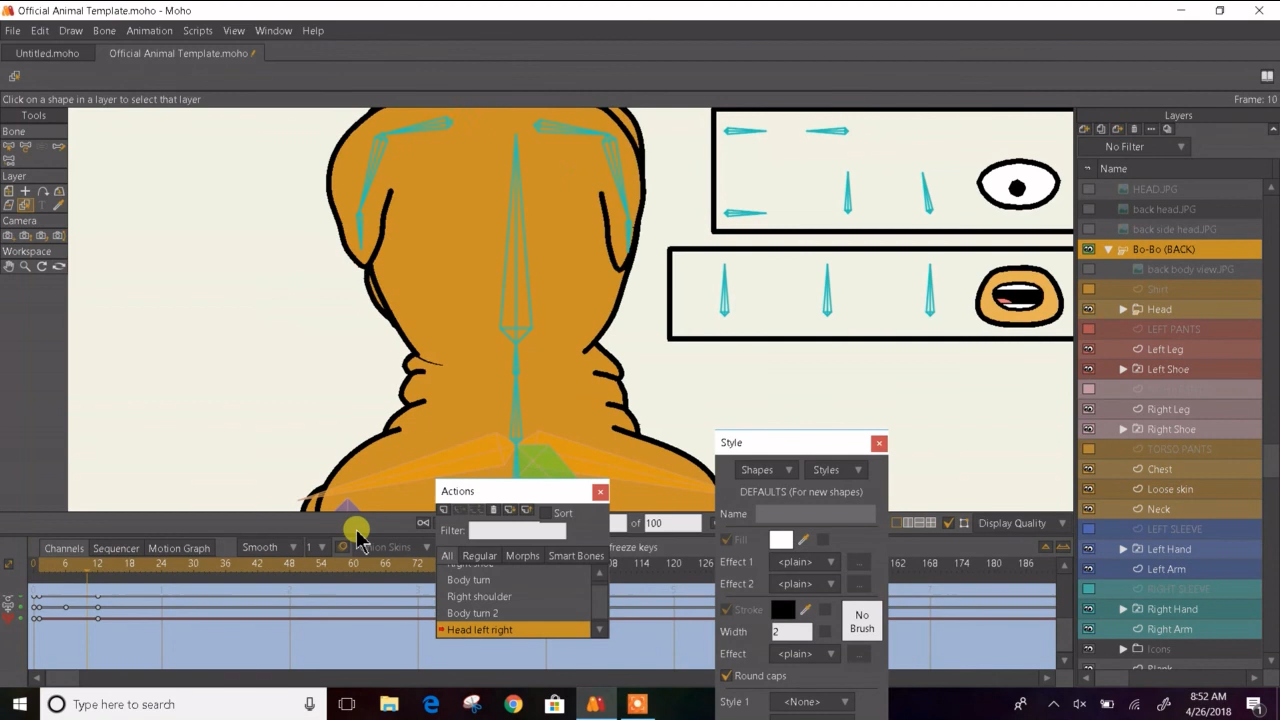 Official Animal Template.moho - Moho
File Edit Draw Bone Animation Scripts View Window Help
Untitled.moho Official Animal Template.moho
Click on a shape in a layer to select that layer
Frame: 10
Tools
Bone
Layer
Camera
Workspace
Layers
No Filter
Name
HEAD.JPG
back head.JPG
back side head.JPG
Bo-Bo (BACK)
back body view.JPG
Shirt
Head
LEFT PANTS
Left Leg
Left Shoe
Right Leg
Right Shoe
TORSO PANTS
Chest
Loose skin
Neck
LEFT SLEEVE
Left Hand
Left Arm
RIGHT SLEEVE
Right Hand
Right Arm
Icons
Blank
Style
Shapes Styles
DEFAULTS (For new shapes)
Name
Fill
Effect 1 <plain> ...
Effect 2 <plain> ...
Stroke
Width 2
No Brush
Effect <plain> ...
Round caps
Style 1 <None>
Actions
Sort
Filter:
All Regular Morphs Smart Bones
Body turn
Right shoulder
Body turn 2
Head left right
of 100
Display Quality
Channels Sequencer Motion Graph Smooth 1 Onion Skins
freeze keys
0 6 12 18 24 30 36 42 48 54 60 66 72 78
108 114 120 126
162 168 174 180 186
Type here to search
8:52 AM
4/26/2018